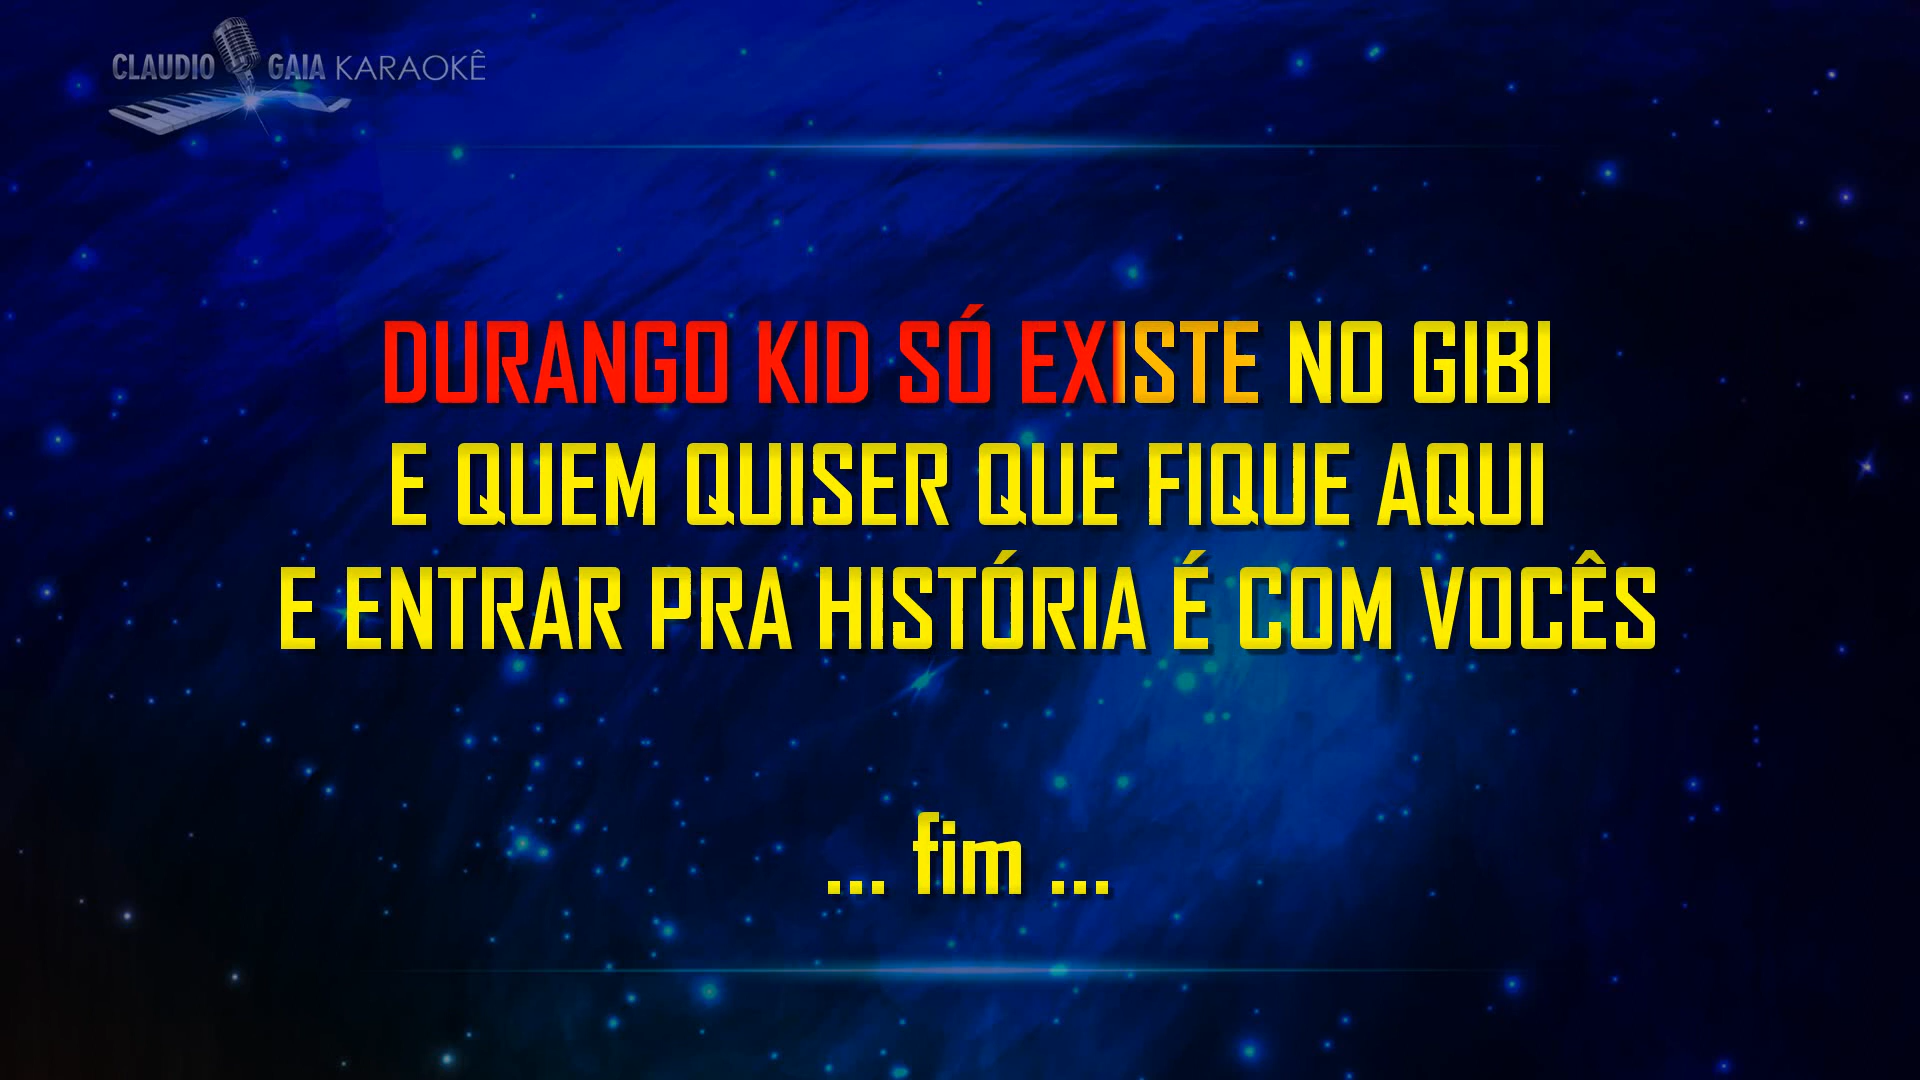 CLAUDIO GAIA KARAOKÊ
DURANGO KID SÓ EXISTE NO GIBI
E QUEM QUISER QUE FIQUE AQUI
E ENTRAR PRA HISTÓRIA É COM VOCÊS
... fim ...